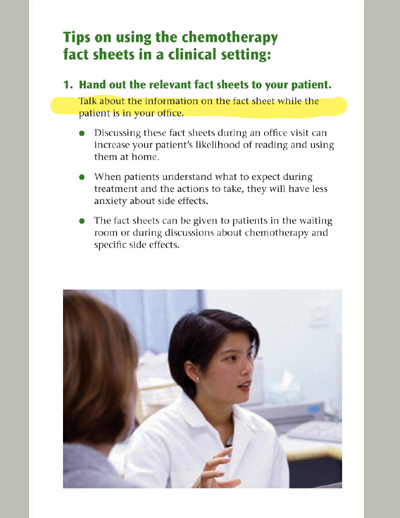 Tips on using the chemotherapy
fact sheets in a clinical setting:
1. Hand out the relevant fact sheets to your patient.
Talk about the information on the fact sheet while the
patient is in your office.
● Discussing these fact sheets during an office visit can
increase your patient's likelihood of reading and using
them at home.
● When patients understand what to expect during
treatment and the actions to take, they will have less
anxiety about side effects.
● The fact sheets can be given to patients in the waiting
room or during discussions about chemotherapy and
specific side effects.